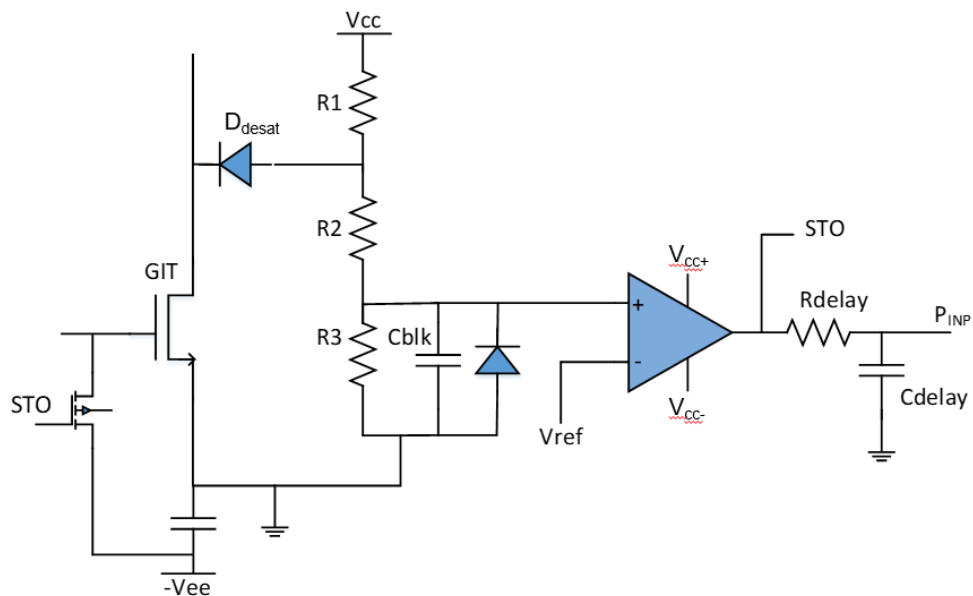 Vcc
R1
Ddesat
R2
GIT
STO
Vcc+
Rdelay
PINP
+
R3
Cblk
-
STO
Vref
Vcc-
Cdelay
-Vee